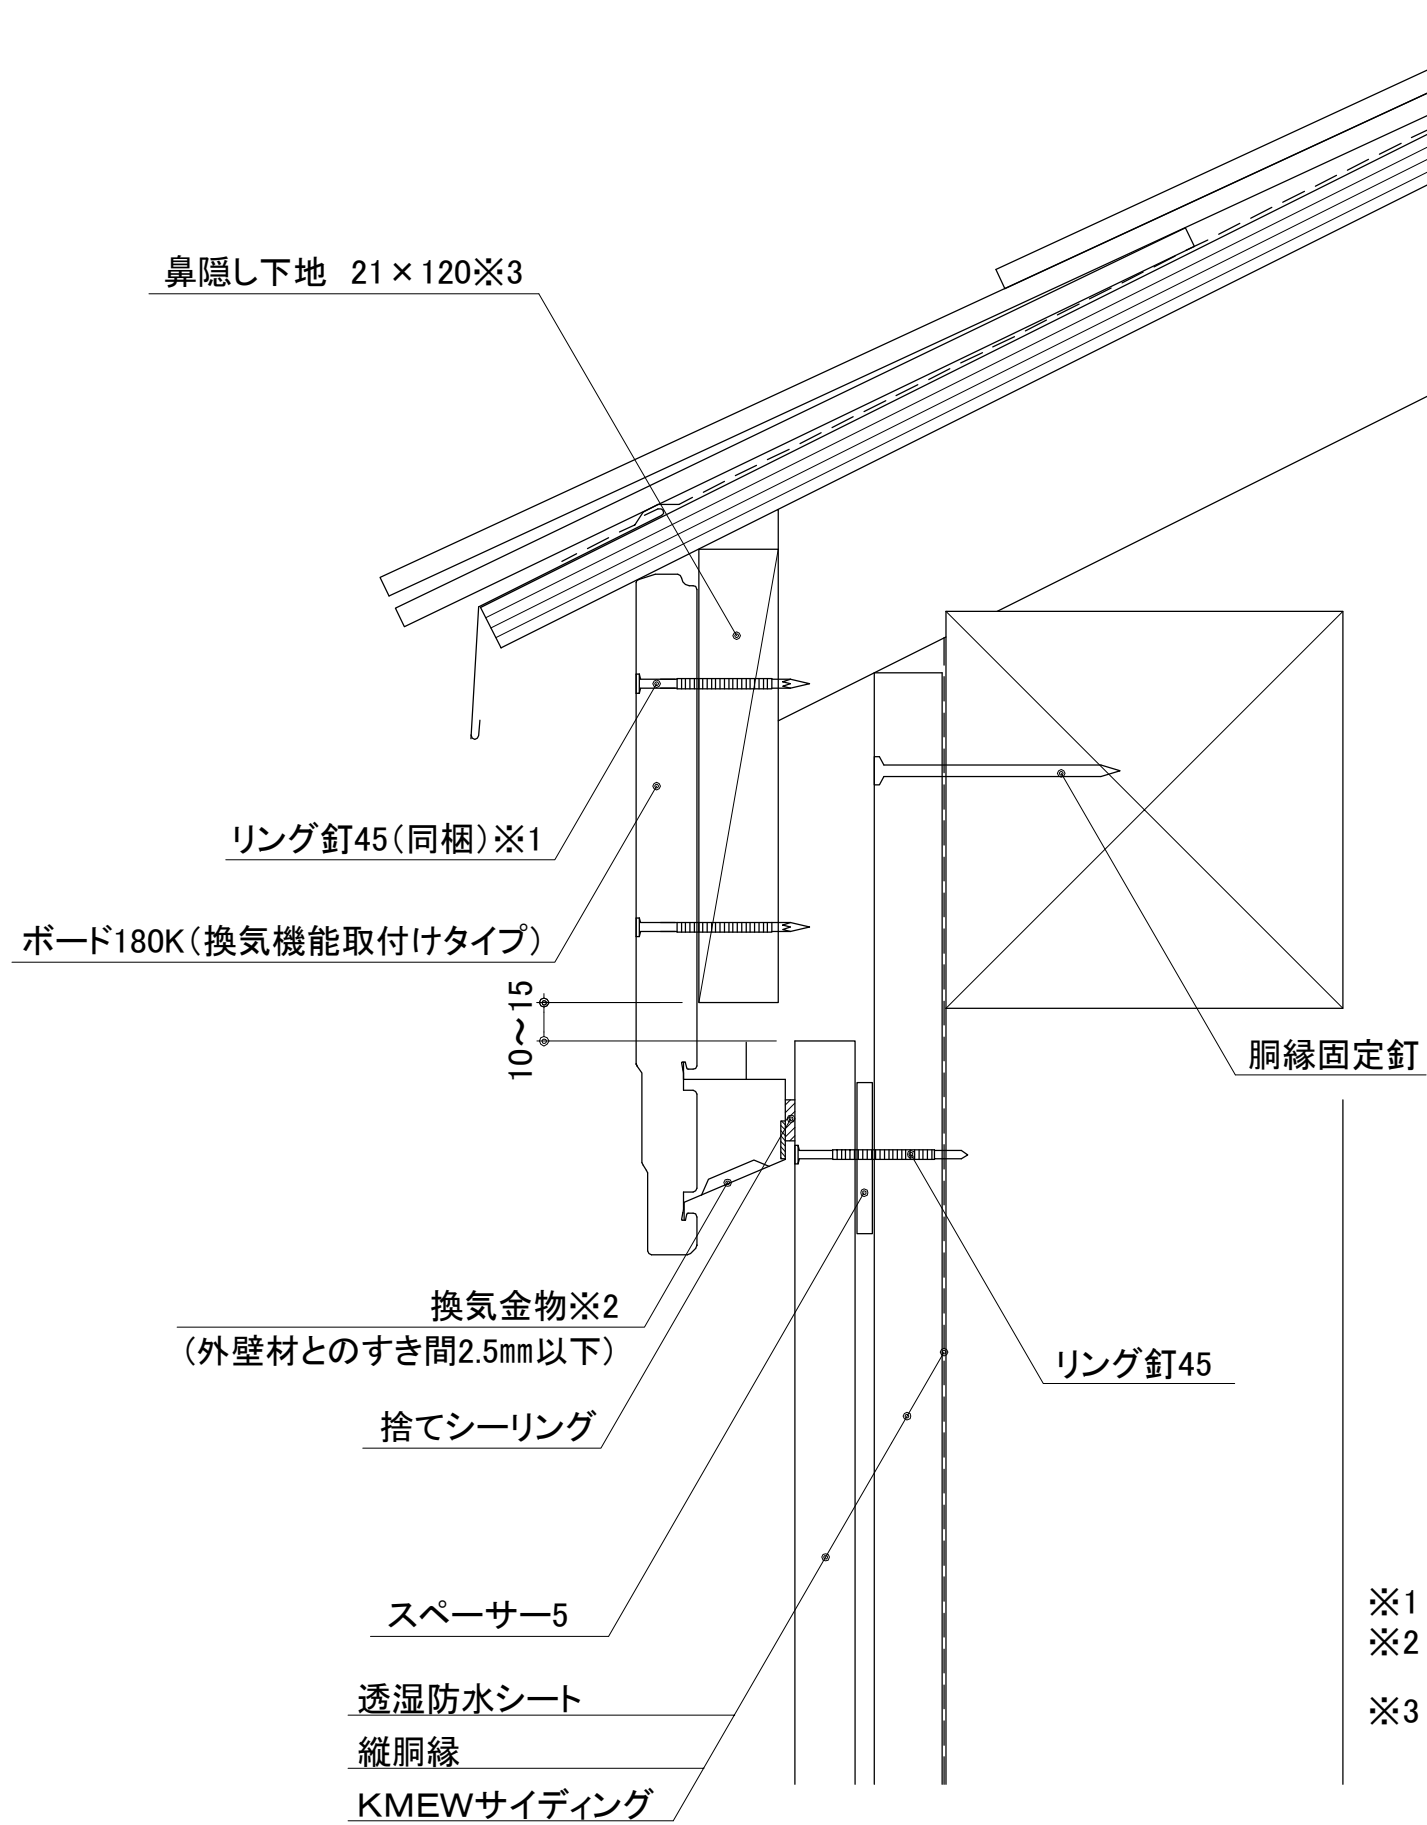 鼻隠し下地　21×120※3
リング釘45（同梱）※1
ボード180K（換気機能取付けタイプ）
10～15
胴縁固定釘
換気金物※2
（外壁材とのすき間2.5㎜以下）
リング釘45
捨てシーリング
スペーサー5
※1
※2
※3
透湿防水シート
縦胴縁
KMEWサイディング